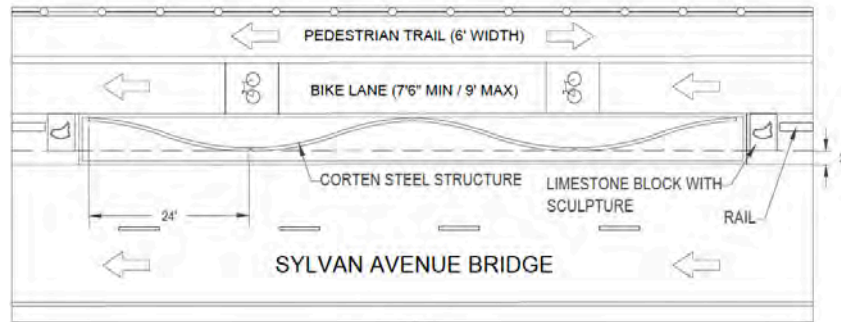 PEDESTRIAN TRAIL (6' WIDTH)
BIKE LANE (7'6" MIN / 9' MAX)
CORTEN STEEL STRUCTURE
LIMESTONE BLOCK WITH
SCULPTURE
RAIL
24'
SYLVAN AVENUE BRIDGE